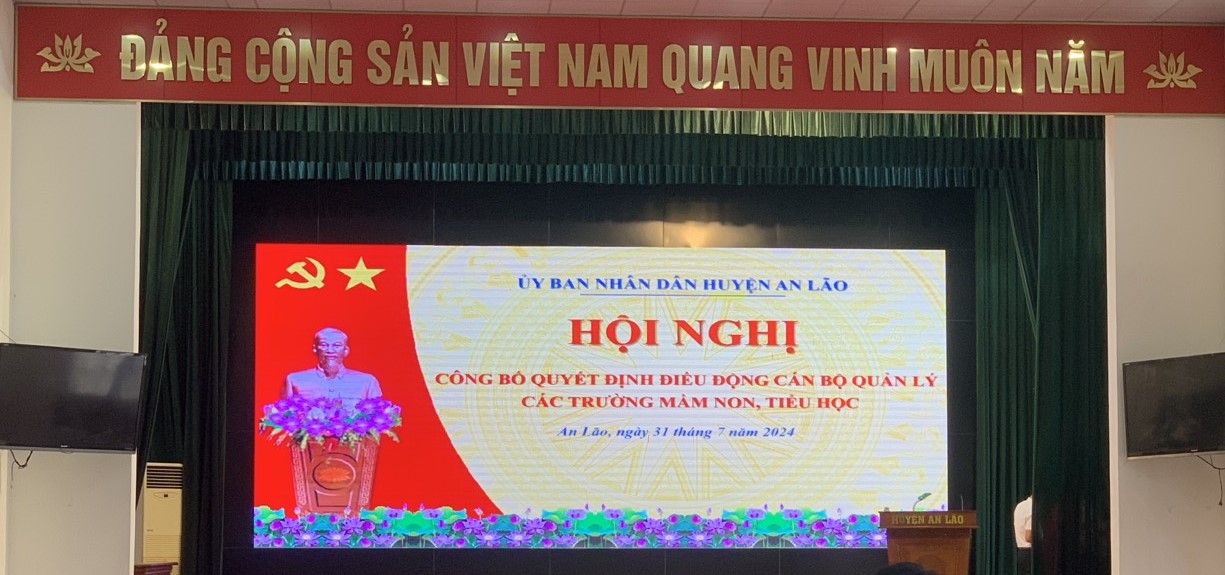 ĐẢNG CỘNG SẢN VIỆT NAM QUANG VINH MUÔN NĂM
ỦY BAN NHÂN DÂN HUYỆN AN LÃO
HỘI NGHỊ
CÔNG BỐ QUYẾT ĐỊNH ĐIỀU ĐỘNG CÁN BỘ QUẢN LÝ
CÁC TRƯỜNG MẦM NON, TIỂU HỌC
An Lão, ngày 31 tháng 7 năm 2024
HUYỆN AN LÃO